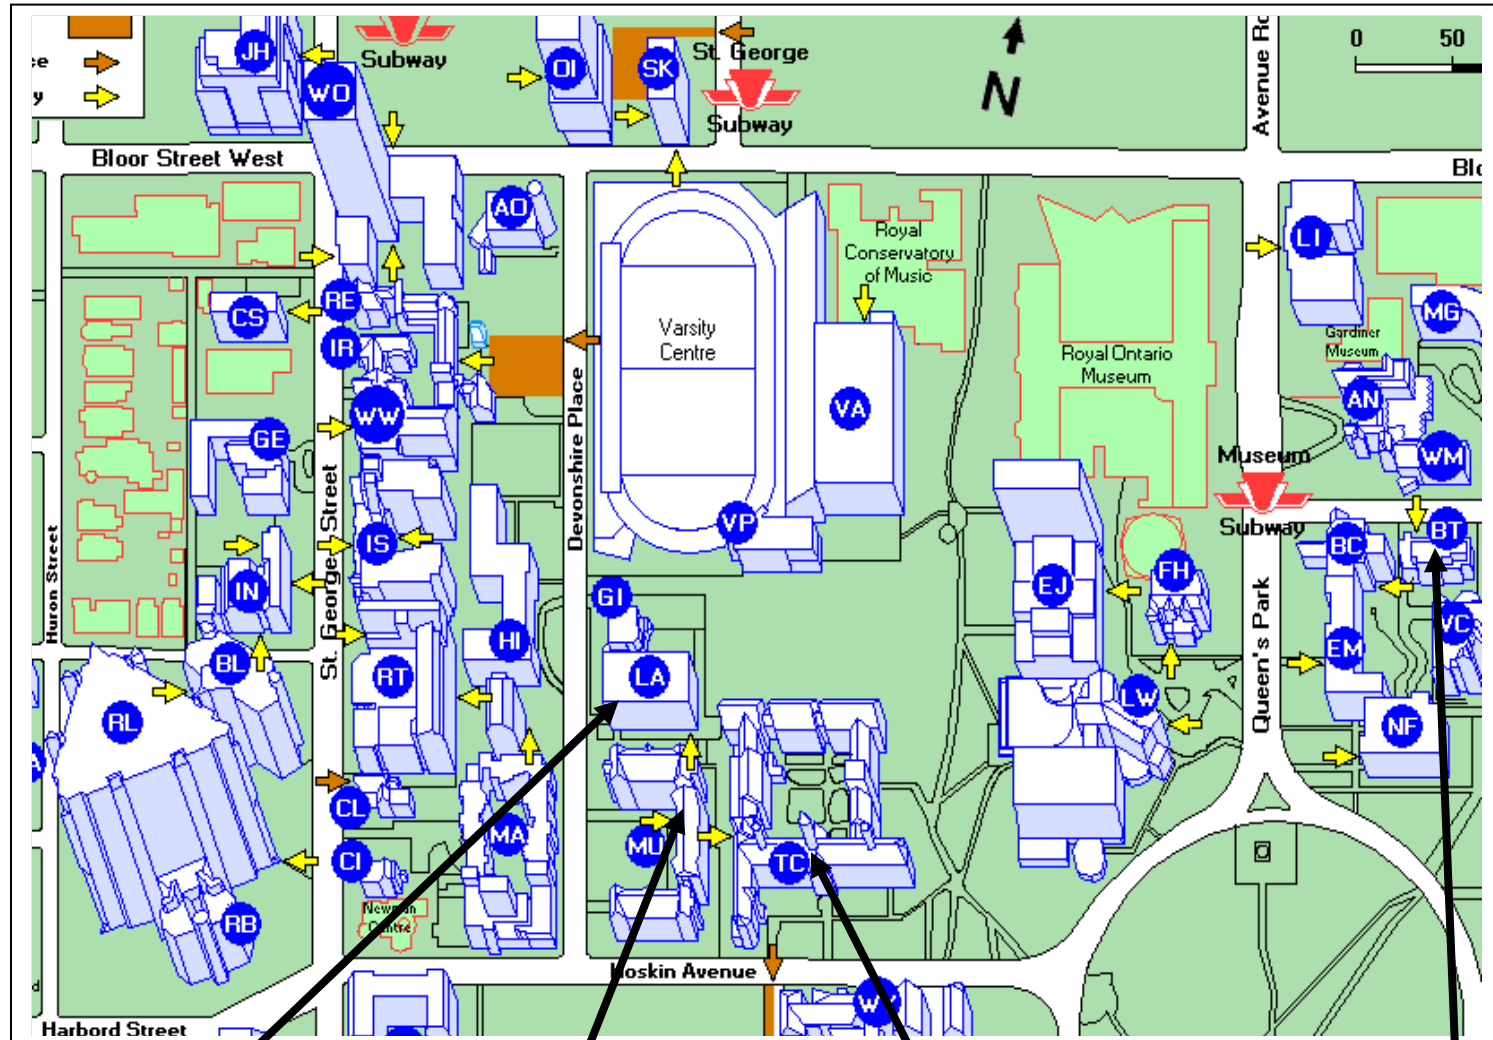 JH
WO
Subway
OI
SK
St. George
Subway
N
Avenue Ro
0 50
Bloor Street West
Blo
AO
Royal
Conservatory
of Music
LI
RE
CS
IR
Varsity
Centre
Royal Ontario
Museum
MG
Gardiner
Museum
VA
AN
WW
GE
WM
Museum
Subway
Devonshire Place
St. George Street
Huron Street
IS
VP
BC
BT
IN
GI
EJ
FH
Queen's Park
VC
BL
HI
EM
RT
LA
LW
RL
NF
CL
MA
MU
TC
CI
RB
Newman
Centre
Hoskin Avenue
W
Harbord Street